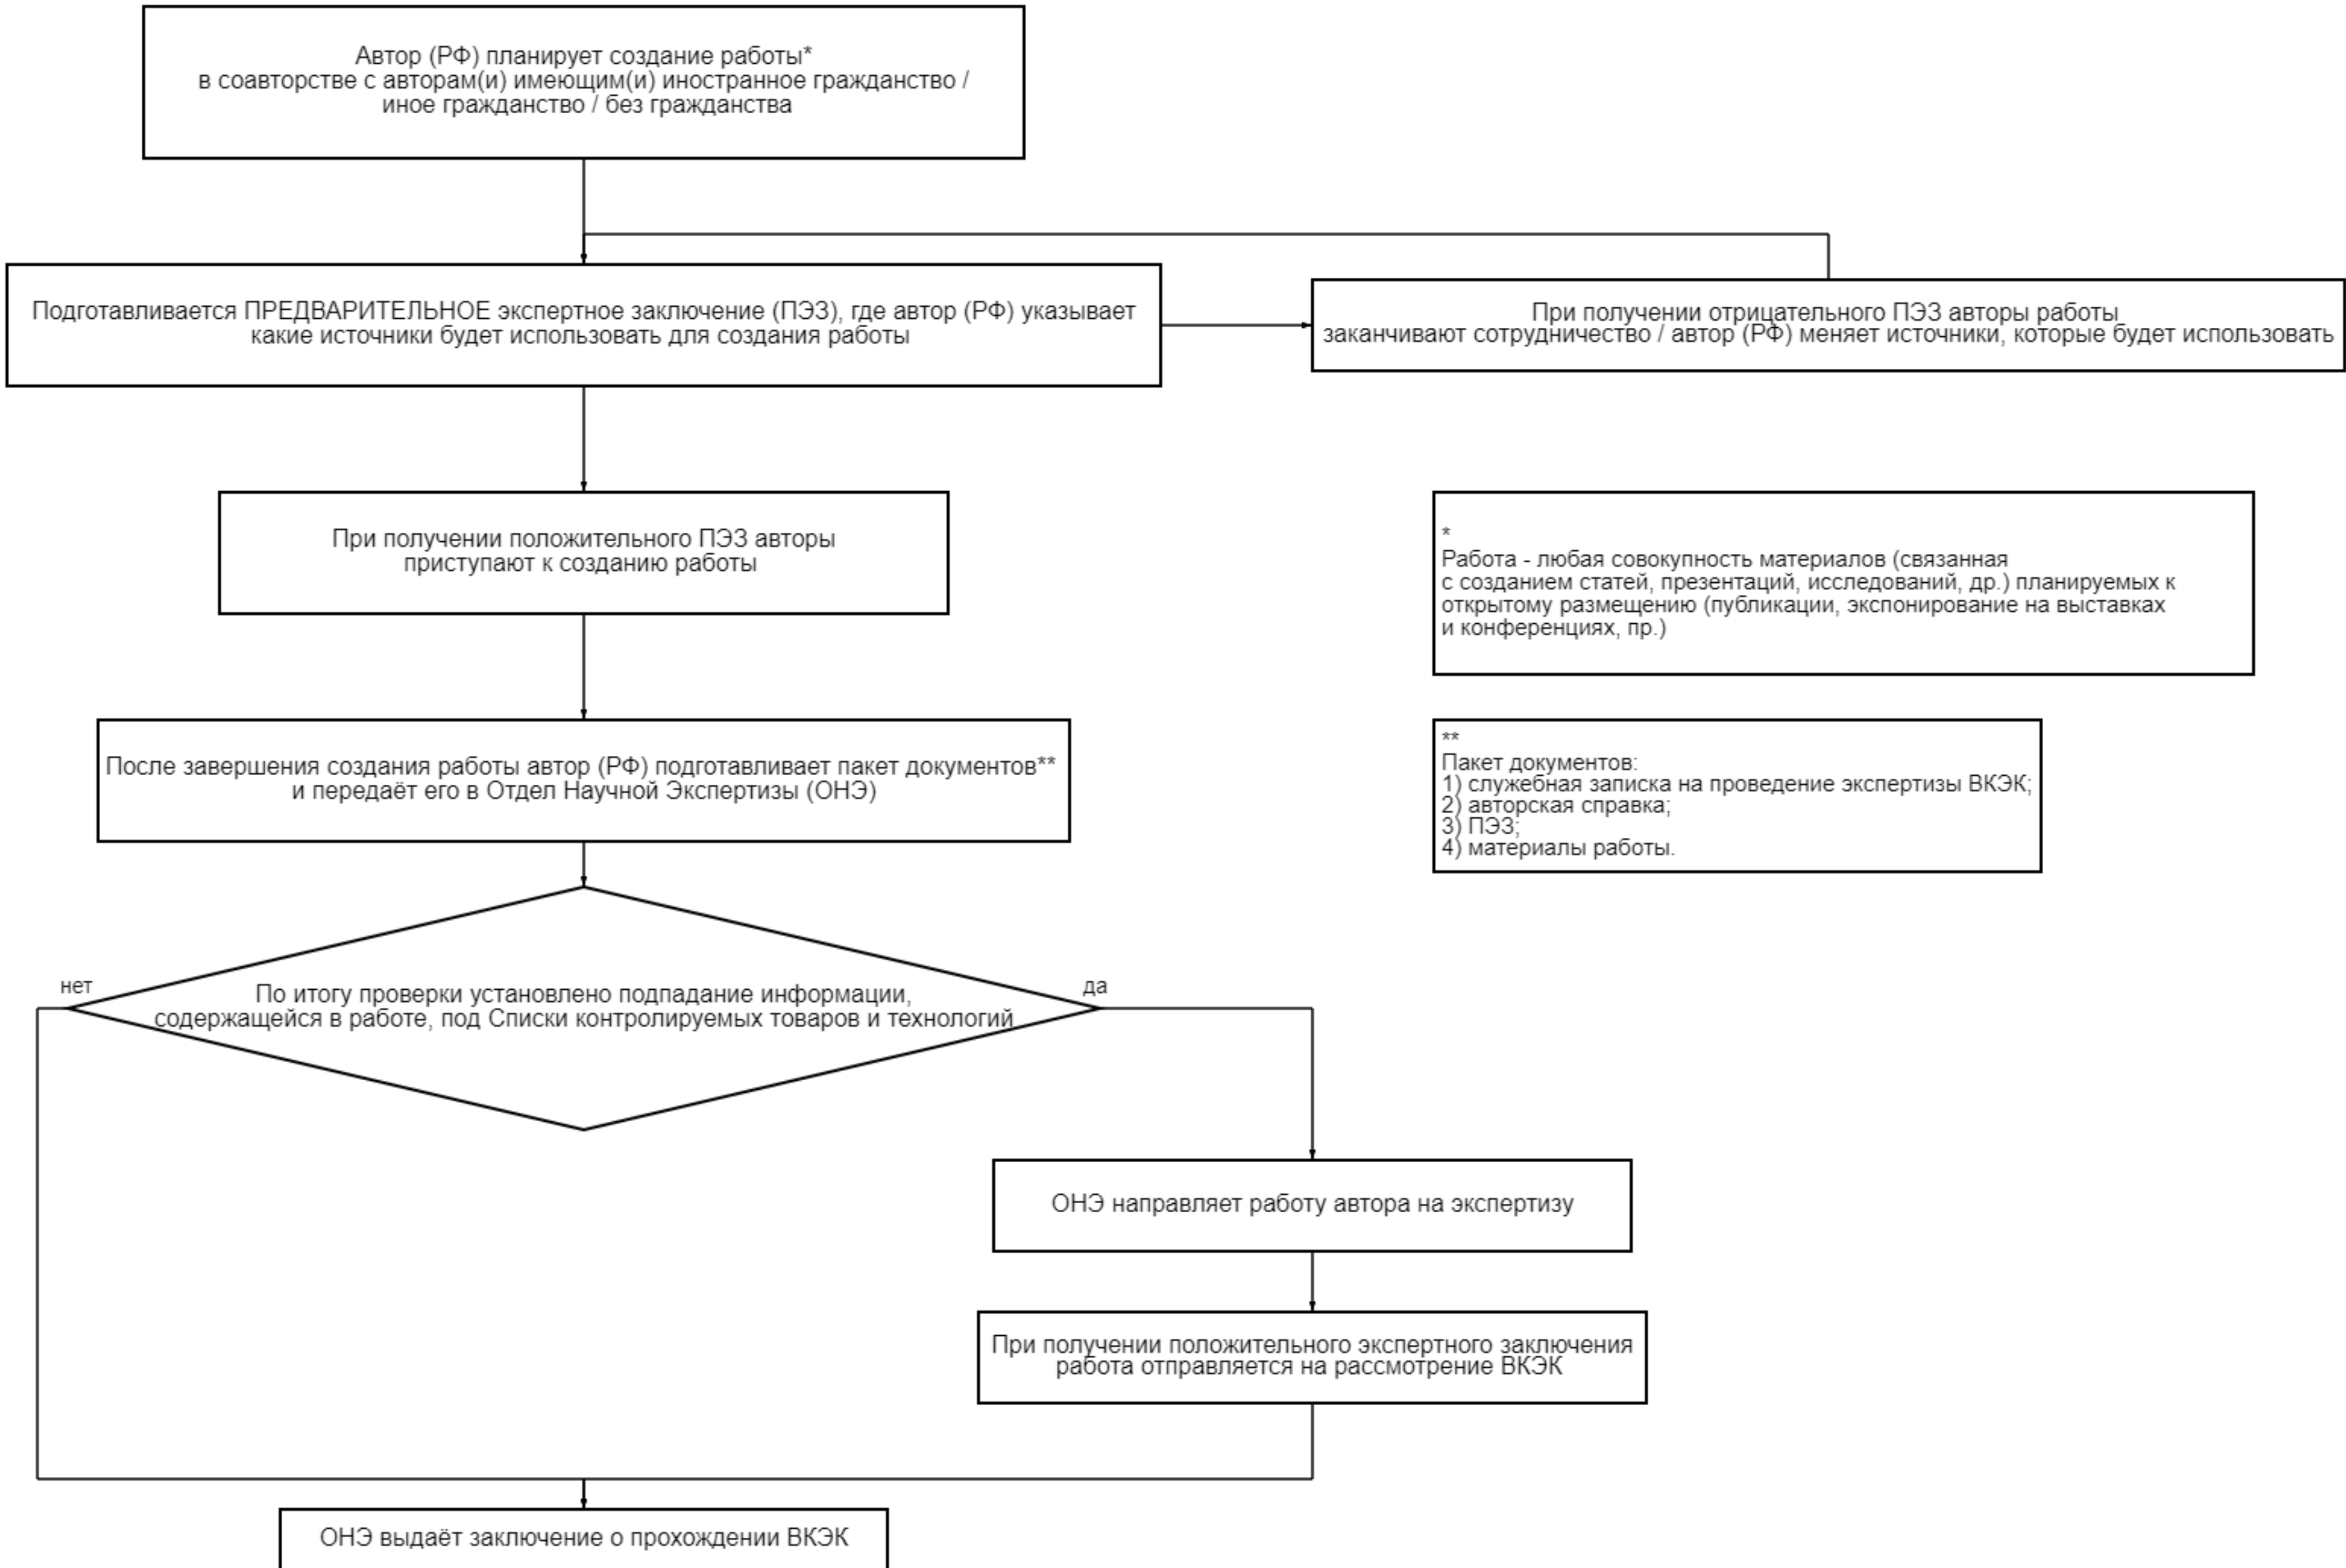 Автор (РФ) планирует создание работы*
в соавторстве с авторам(и) имеющим(и) иностранное гражданство /
иное гражданство / без гражданства
Подготавливается ПРЕДВАРИТЕЛЬНОЕ экспертное заключение (ПЭЗ), где автор (РФ) указывает
какие источники будет использовать для создания работы
При получении отрицательного ПЭЗ авторы работы
заканчивают сотрудничество / автор (РФ) меняет источники, которые будет использовать
При получении положительного ПЭЗ авторы
приступают к созданию работы
*
Работа - любая совокупность материалов (связанная
с созданием статей, презентаций, исследований, др.) планируемых к
открытому размещению (публикации, экспонирование на выставках
и конференциях, пр.)
После завершения создания работы автор (РФ) подготавливает пакет документов**
и передаёт его в Отдел Научной Экспертизы (ОНЭ)
**
Пакет документов:
1) служебная записка на проведение экспертизы ВКЭК;
2) авторская справка;
3) ПЭЗ;
4) материалы работы.
нет
да
По итогу проверки установлено подпадание информации,
содержащейся в работе, под Списки контролируемых товаров и технологий
ОНЭ направляет работу автора на экспертизу
При получении положительного экспертного заключения
работа отправляется на рассмотрение ВКЭК
ОНЭ выдаёт заключение о прохождении ВКЭК